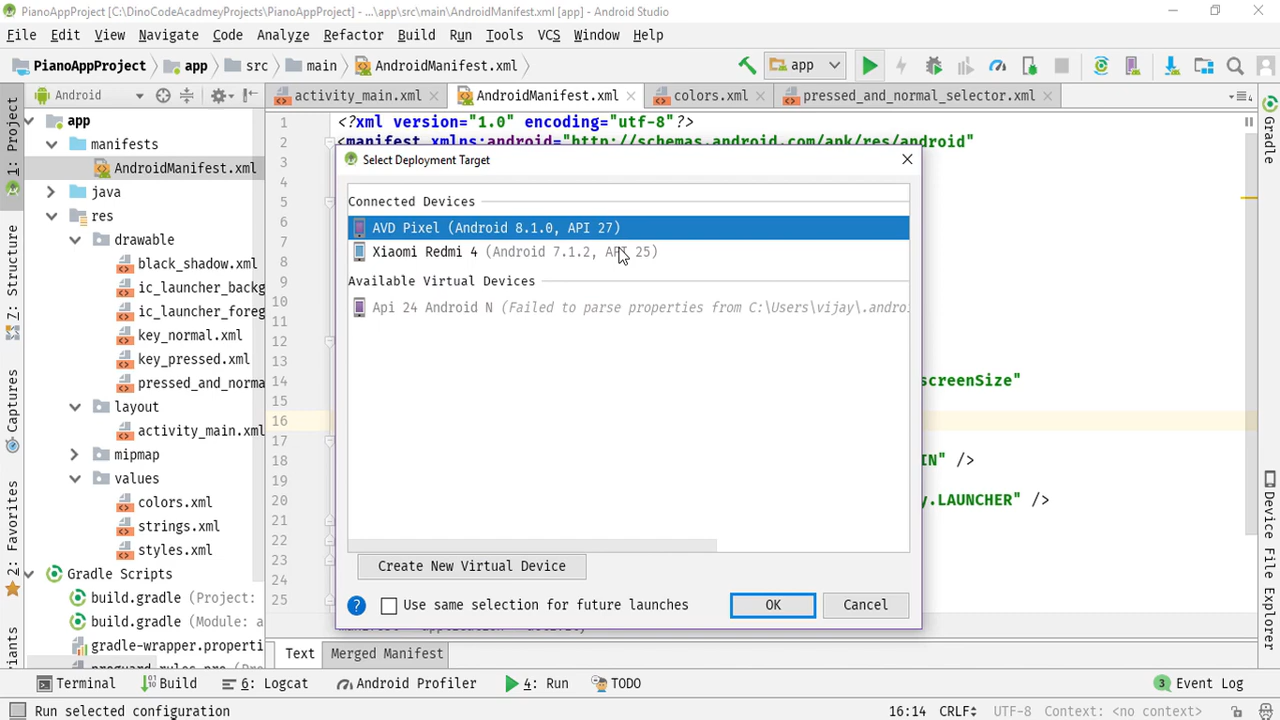 PianoAppProject [C:\DinoCodeAcadmeyProjects\PianoAppProject] - ...\app\src\main\AndroidManifest.xml [app] - Android Studio
File Edit View Navigate Code Analyze Refactor Build Run Tools VCS Window Help
PianoAppProject app src main AndroidManifest.xml app
Android activity_main.xml AndroidManifest.xml colors.xml pressed_and_normal_selector.xml
1: Project
Z: Structure
Captures
2: Favorites
app
manifests
AndroidManifest.xml
java
res
drawable
black_shadow.xml
ic_launcher_backg
ic_launcher_foreg
key_normal.xml
key_pressed.xml
pressed_and_norma
layout
activity_main.xml
mipmap
values
colors.xml
strings.xml
styles.xml
Gradle Scripts
build.gradle (Project:
build.gradle (Module: a
gradle-wrapper.properti
1 <?xml version="1.0" encoding="utf-8"?>
2 <manifest xmlns:android="http://schemas.android.com/apk/res/android"
3
4
5
6
7
8
9
10
11
12
13
14 screenSize"
15
16
17
18 IN" />
19
20 y.LAUNCHER" />
21
22
23
24
25
Select Deployment Target
Connected Devices
AVD Pixel (Android 8.1.0, API 27)
Xiaomi Redmi 4 (Android 7.1.2, API 25)
Available Virtual Devices
Api 24 Android N (Failed to parse properties from C:\Users\vijay\.andro
Create New Virtual Device
? Use same selection for future launches OK Cancel
Text Merged Manifest
Gradle
Device File Explorer
Terminal Build 6: Logcat Android Profiler 4: Run TODO 3 Event Log
Run selected configuration 16:14 CRLF UTF-8 Context: <no context>